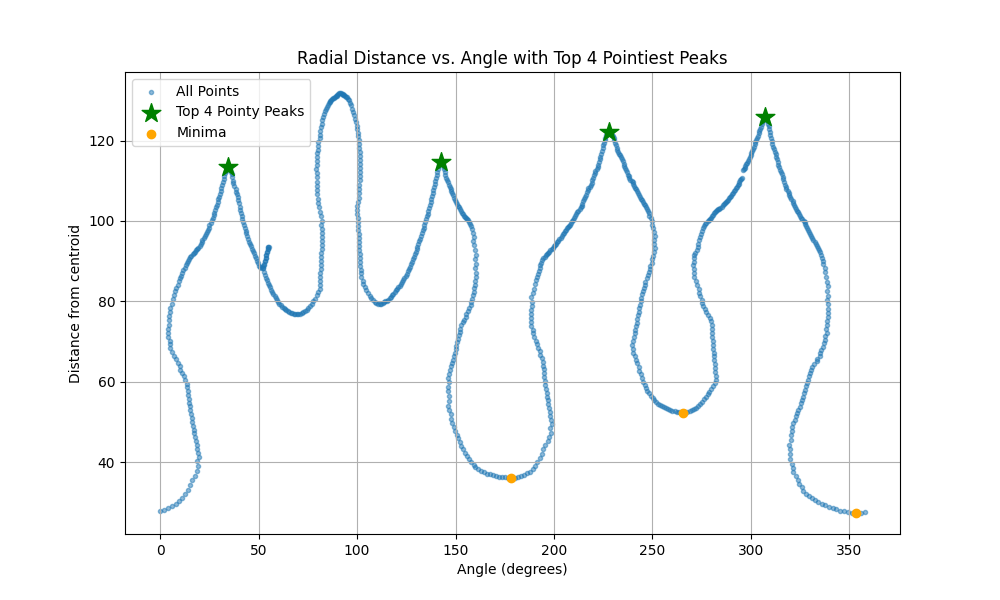 Radial Distance vs. Angle with Top 4 Pointiest Peaks
All Points
Top 4 Pointy Peaks
Minima
Distance from centroid
120
100
80
60
40
0 50 100 150 200 250 300 350
Angle (degrees)